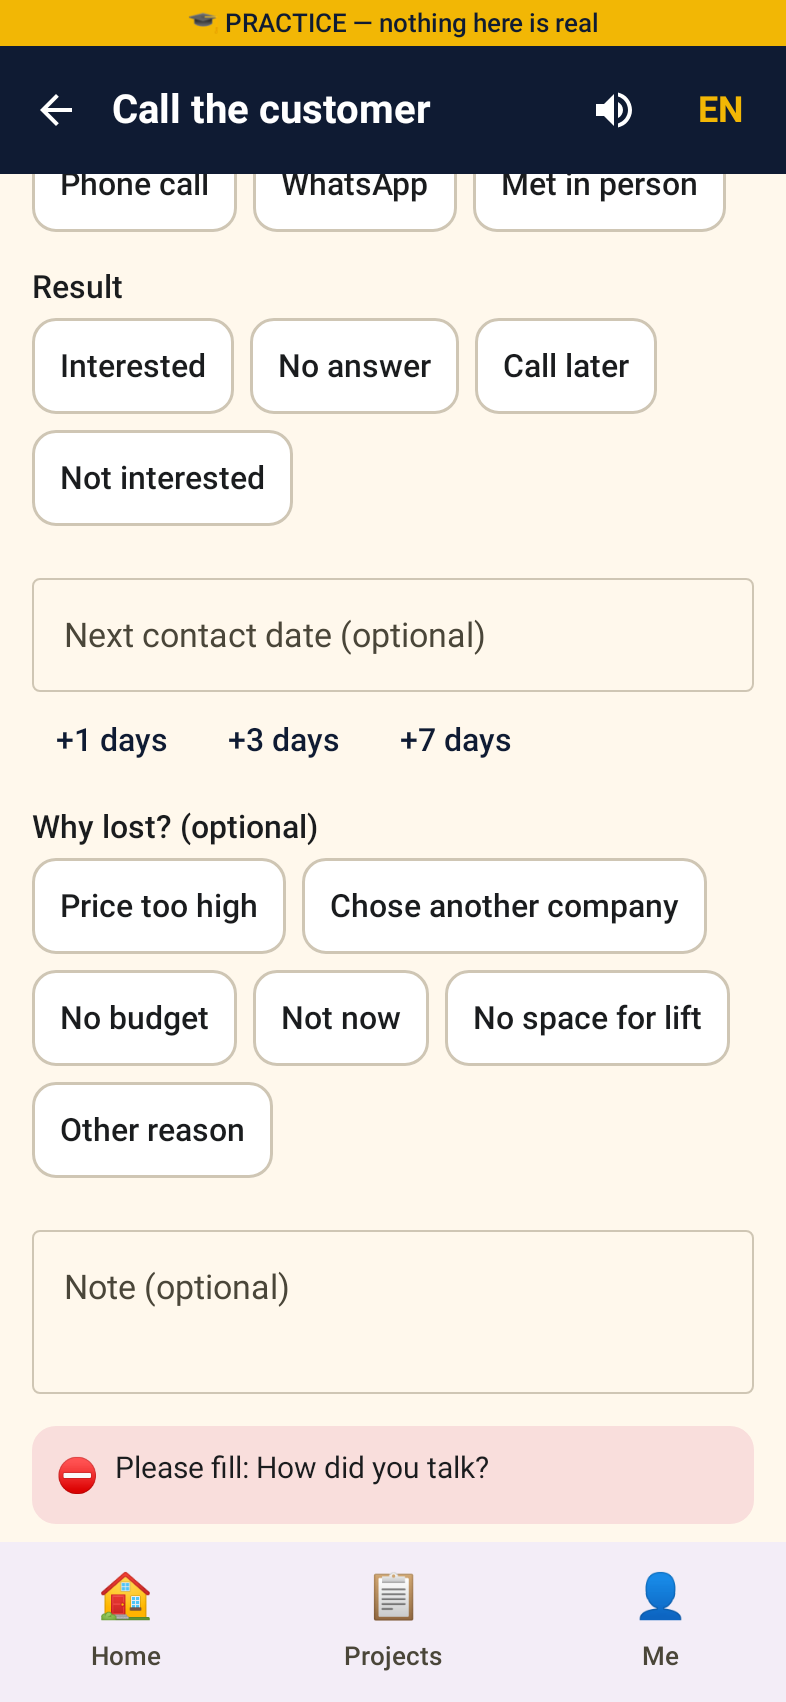 PRACTICE — nothing here is real
Call the customer
EN
Phone call
WhatsApp
Met in person
Result
Interested
No answer
Call later
Not interested
Next contact date (optional)
+1 days
+3 days
+7 days
Why lost? (optional)
Price too high
Chose another company
No budget
Not now
No space for lift
Other reason
Note (optional)
Please fill: How did you talk?
Home
Projects
Me